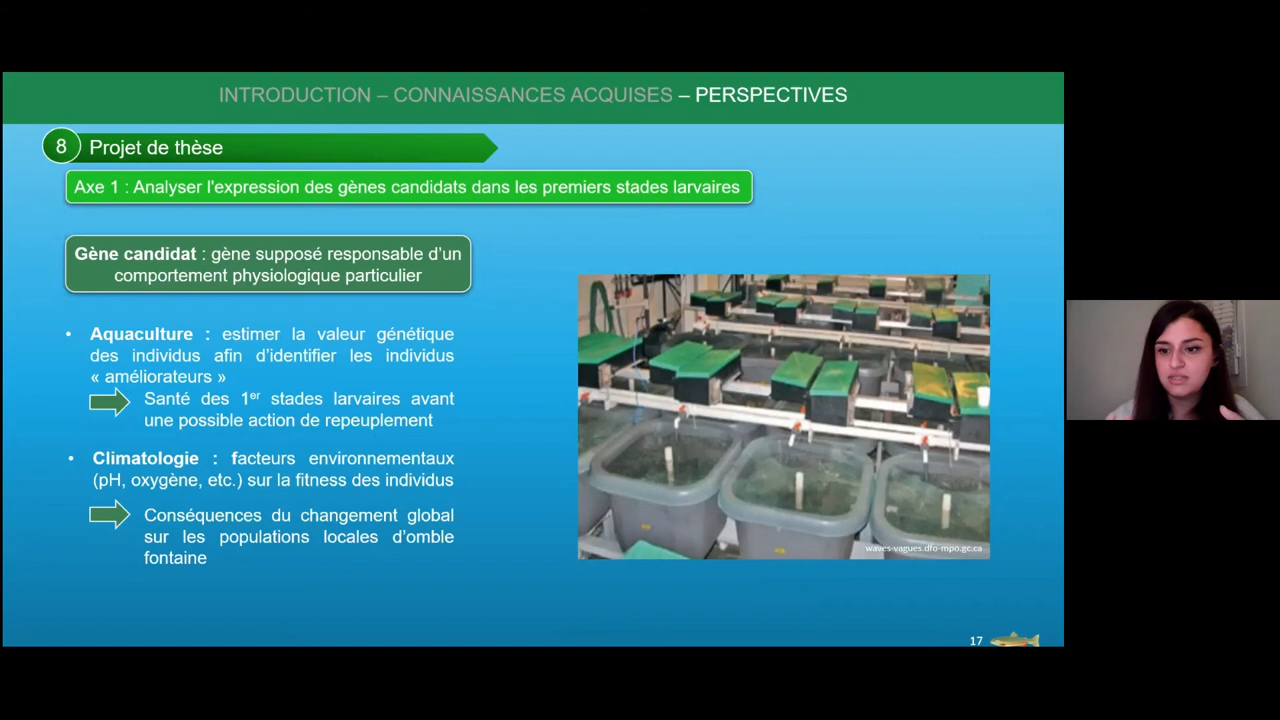 INTRODUCTION – CONNAISSANCES ACQUISES – PERSPECTIVES
8 Projet de thèse
Axe 1 : Analyser l'expression des gènes candidats dans les premiers stades larvaires
Gène candidat : gène supposé responsable d'un
comportement physiologique particulier
• Aquaculture : estimer la valeur génétique
des individus afin d'identifier les individus
« améliorateurs »
Santé des 1er stades larvaires avant
une possible action de repeuplement
• Climatologie : facteurs environnementaux
(pH, oxygène, etc.) sur la fitness des individus
Conséquences du changement global
sur les populations locales d'omble
fontaine
waves-vagues.dfo-mpo.gc.ca
17